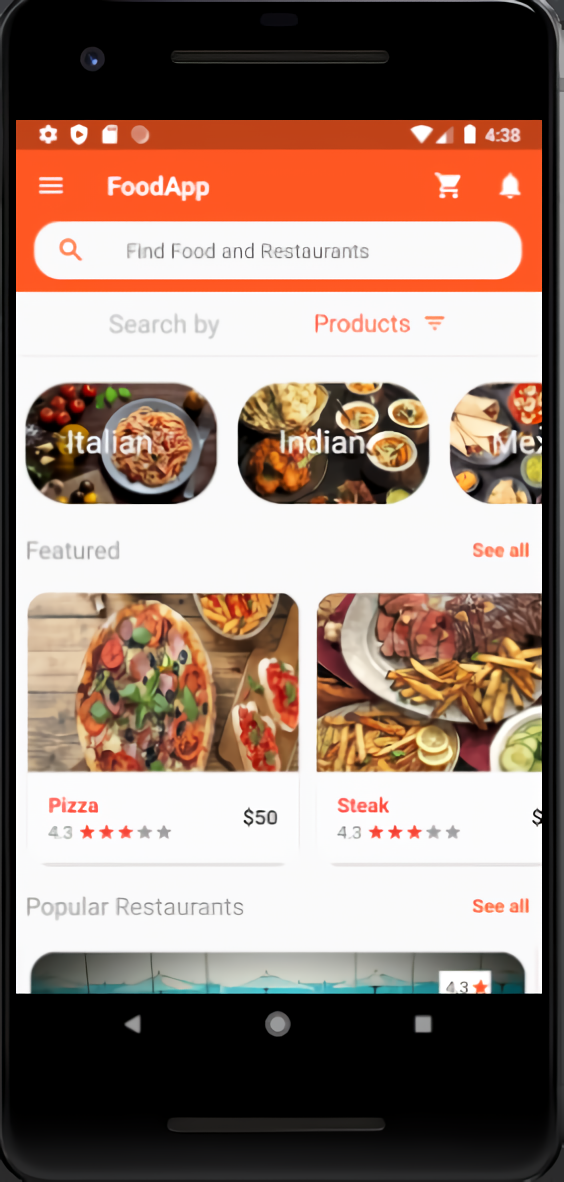 4:38
FoodApp
Find Food and Restaurants
Search by Products
Italian Indian Mex
Featured See all
Pizza
4.3 $50
Steak
4.3 $
Popular Restaurants See all
4.3